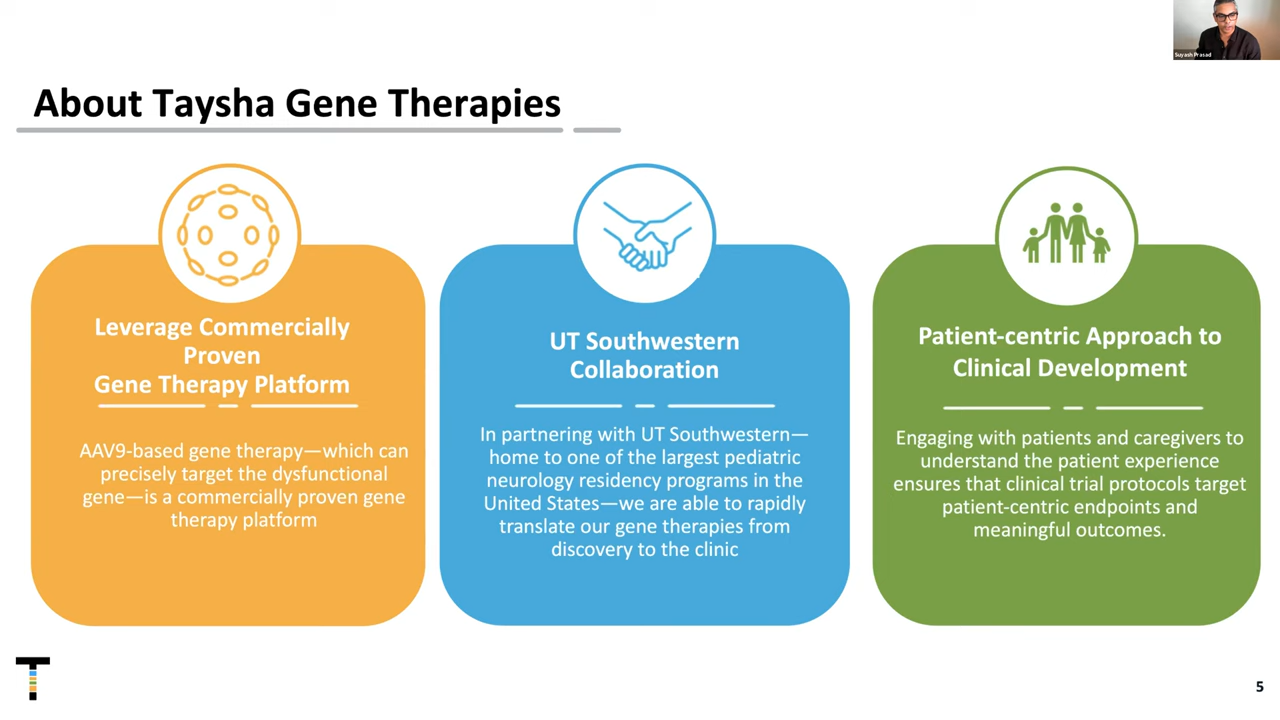 Suyash Prasad
About Taysha Gene Therapies
Leverage Commercially
Proven
Gene Therapy Platform
AAV9-based gene therapy—which can
precisely target the dysfunctional
gene—is a commercially proven gene
therapy platform
UT Southwestern
Collaboration
In partnering with UT Southwestern—
home to one of the largest pediatric
neurology residency programs in the
United States—we are able to rapidly
translate our gene therapies from
discovery to the clinic
Patient-centric Approach to
Clinical Development
Engaging with patients and caregivers to
understand the patient experience
ensures that clinical trial protocols target
patient-centric endpoints and
meaningful outcomes.
T
5